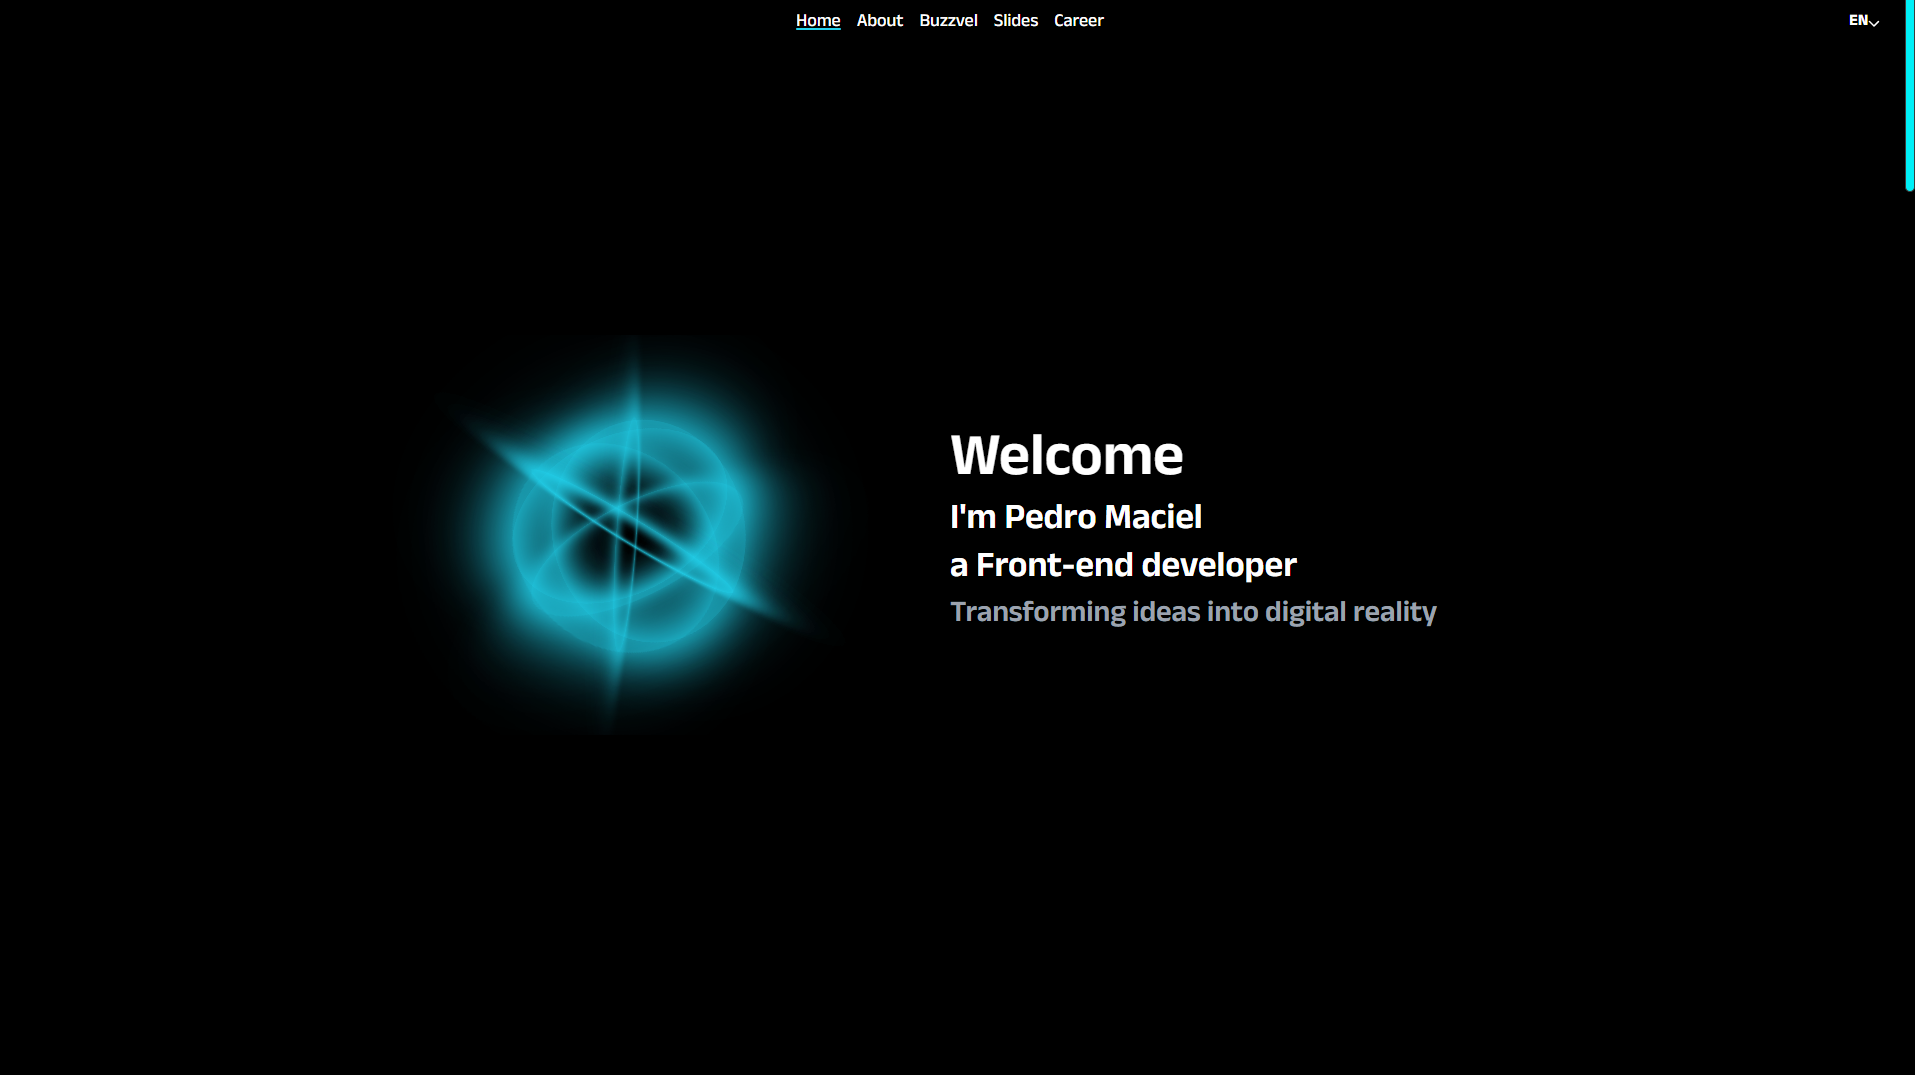 Home About Buzzvel Slides Career EN
Welcome
I'm Pedro Maciel
a Front-end developer
Transforming ideas into digital reality